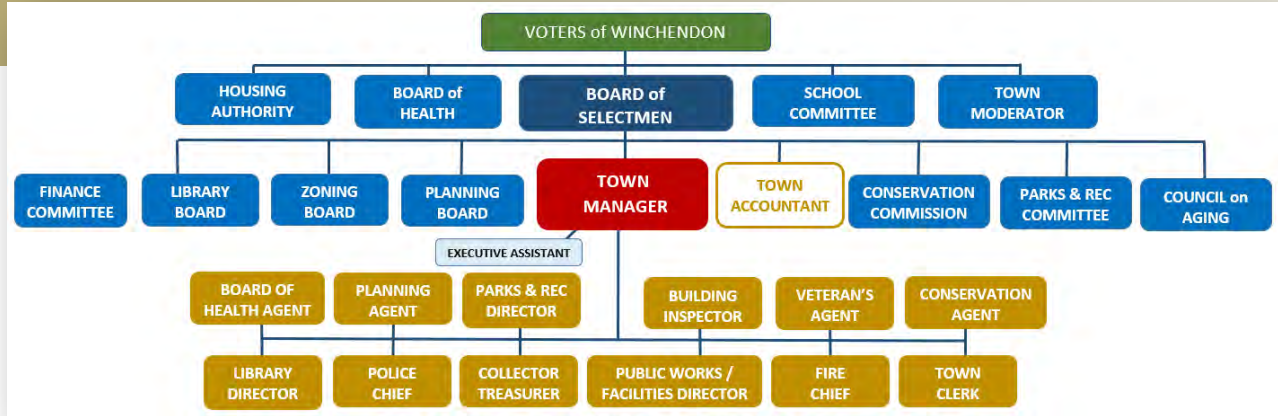 VOTERS of WINCHENDON
HOUSING
AUTHORITY
BOARD of
HEALTH
BOARD of
SELECTMEN
SCHOOL
COMMITTEE
TOWN
MODERATOR
FINANCE
COMMITTEE
LIBRARY
BOARD
ZONING
BOARD
PLANNING
BOARD
TOWN
MANAGER
TOWN
ACCOUNTANT
CONSERVATION
COMMISSION
PARKS & REC
COMMITTEE
COUNCIL on
AGING
EXECUTIVE ASSISTANT
BOARD OF
HEALTH AGENT
PLANNING
AGENT
PARKS & REC
DIRECTOR
BUILDING
INSPECTOR
VETERAN'S
AGENT
CONSERVATION
AGENT
LIBRARY
DIRECTOR
POLICE
CHIEF
COLLECTOR
TREASURER
PUBLIC WORKS /
FACILITIES DIRECTOR
FIRE
CHIEF
TOWN
CLERK